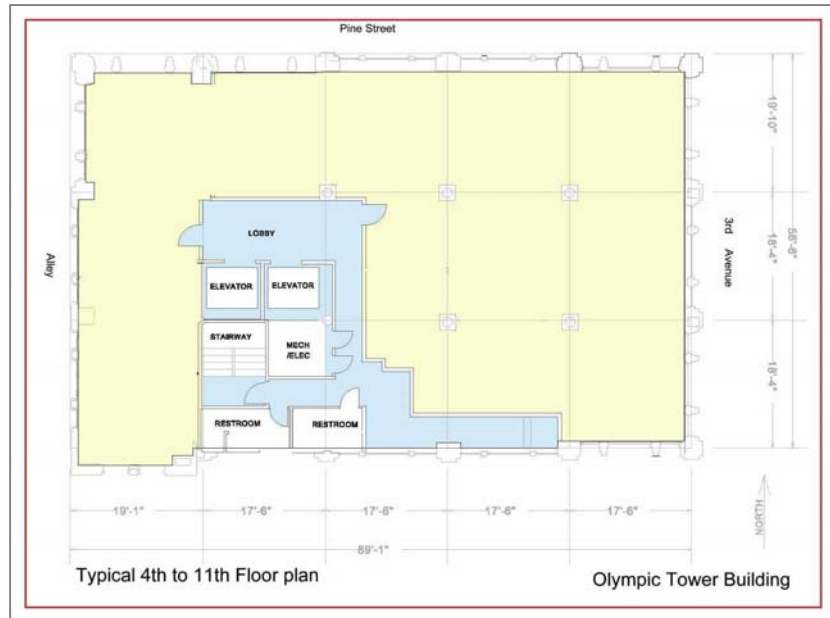 Pine Street
19'-10"
LOBBY
Alley
3rd Avenue
18'-4"
56'-6"
ELEVATOR
ELEVATOR
STAIRWAY
MECH
/ELEC
18'-4"
RESTROOM
RESTROOM
19'-1"
17'-6"
17'-6"
17'-6"
17'-6"
NORTH
89'-1"
Typical 4th to 11th Floor plan
Olympic Tower Building